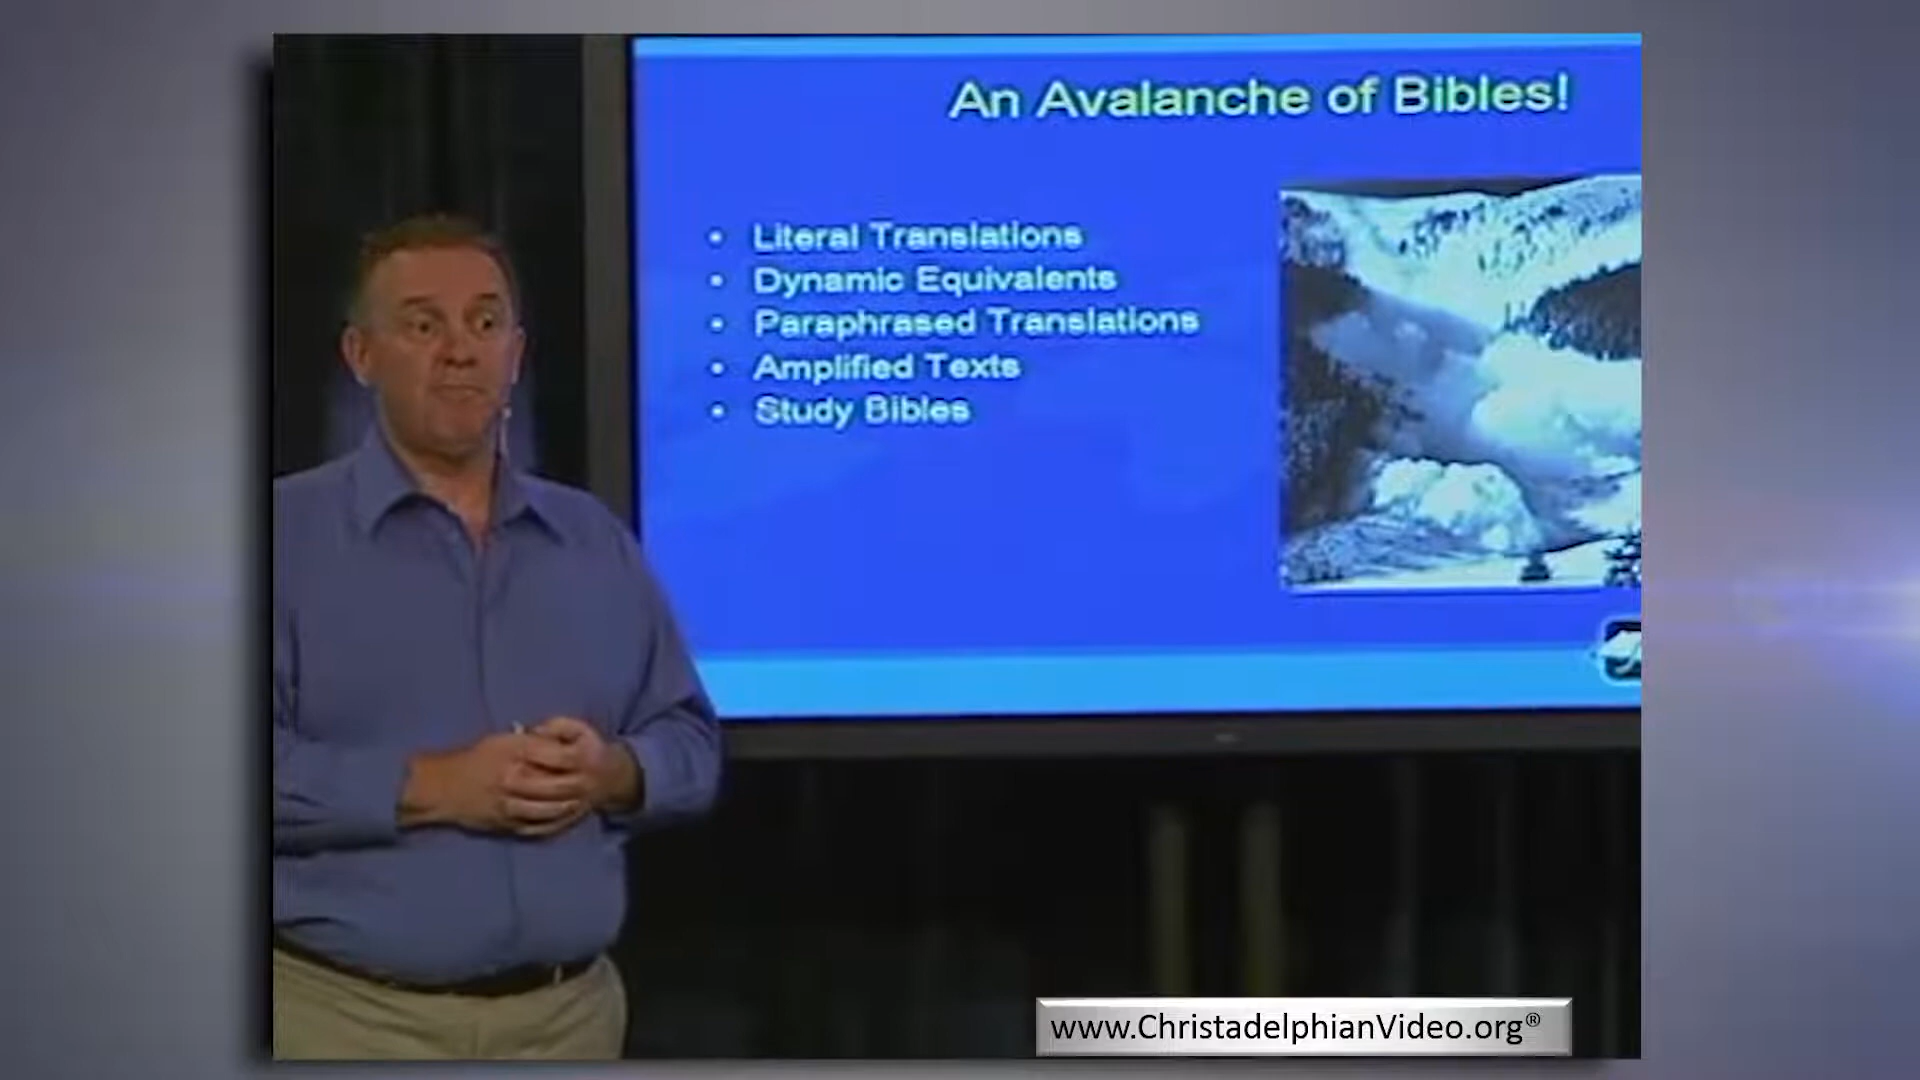 An Avalanche of Bibles!
• Literal Translations
• Dynamic Equivalents
• Paraphrased Translations
• Amplified Texts
• Study Bibles
www.ChristadelphianVideo.org®